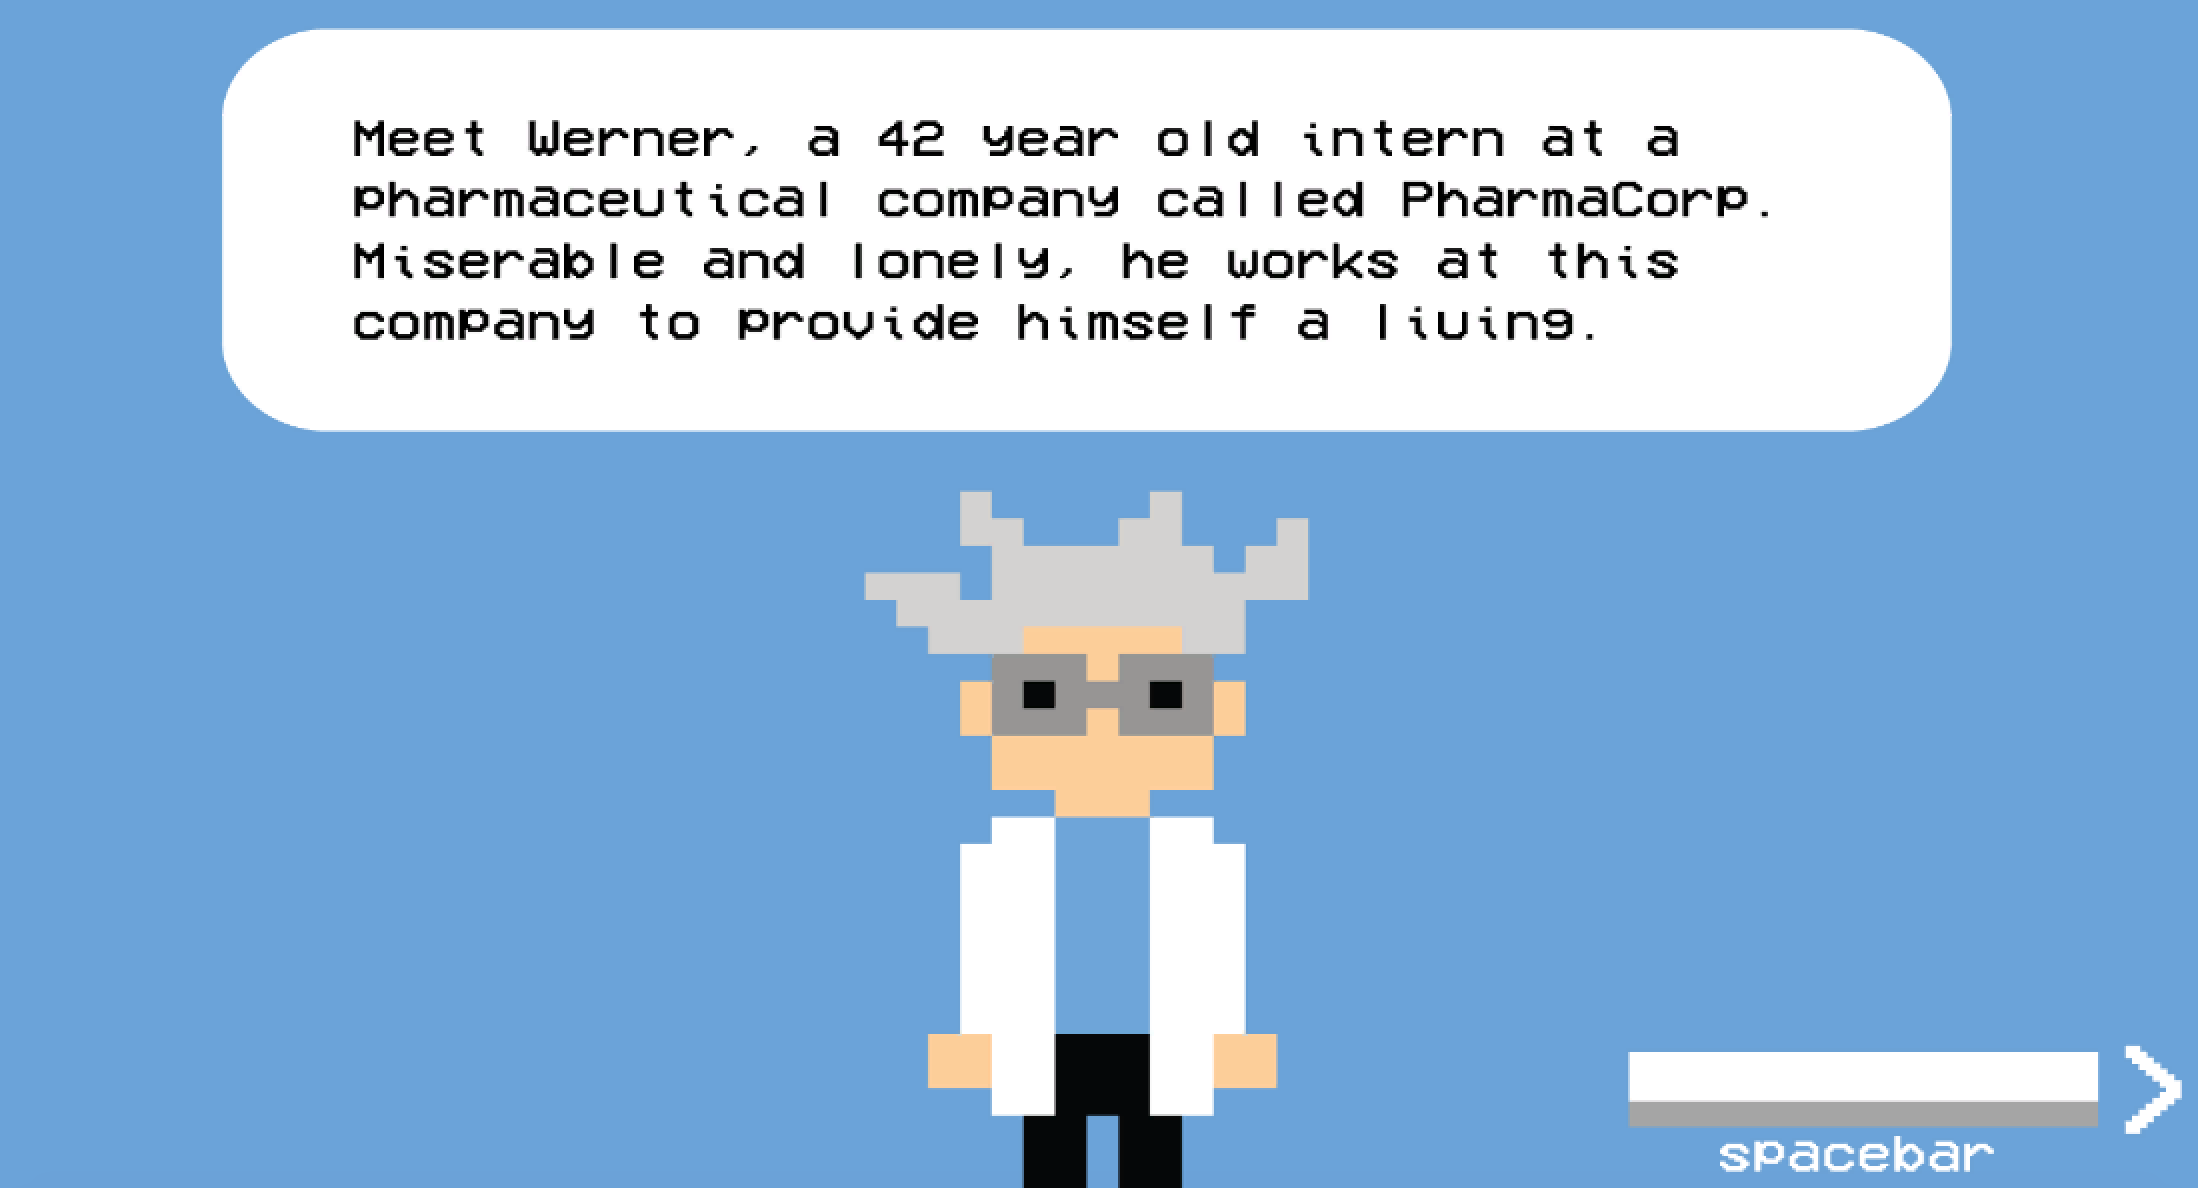 Meet Werner, a 42 year old intern at a
pharmaceutical company called PharmaCorp.
Miserable and lonely, he works at this
company to provide himself a living.
spacebar